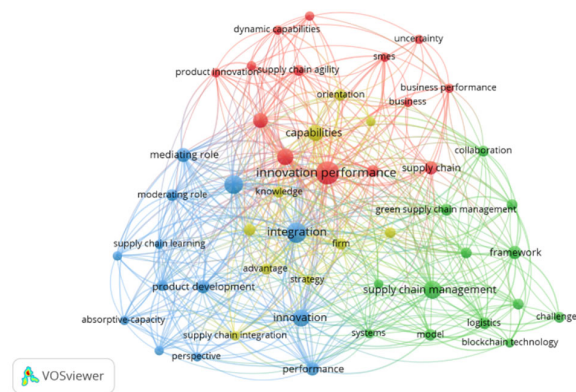 dynamic capabilities
uncertainty
smes
product innovation
supply chain agility
business performance
orientation
business
capabilities
collaboration
mediating role
innovation performance
supply chain
knowledge
moderating role
green supply chain management
integration
supply chain learning
firm
framework
advantage
strategy
product development
supply chain management
absorptive-capacity
innovation
logistics
challenge
supply chain integration
systems
model
blockchain technology
perspective
performance
VOSviewer